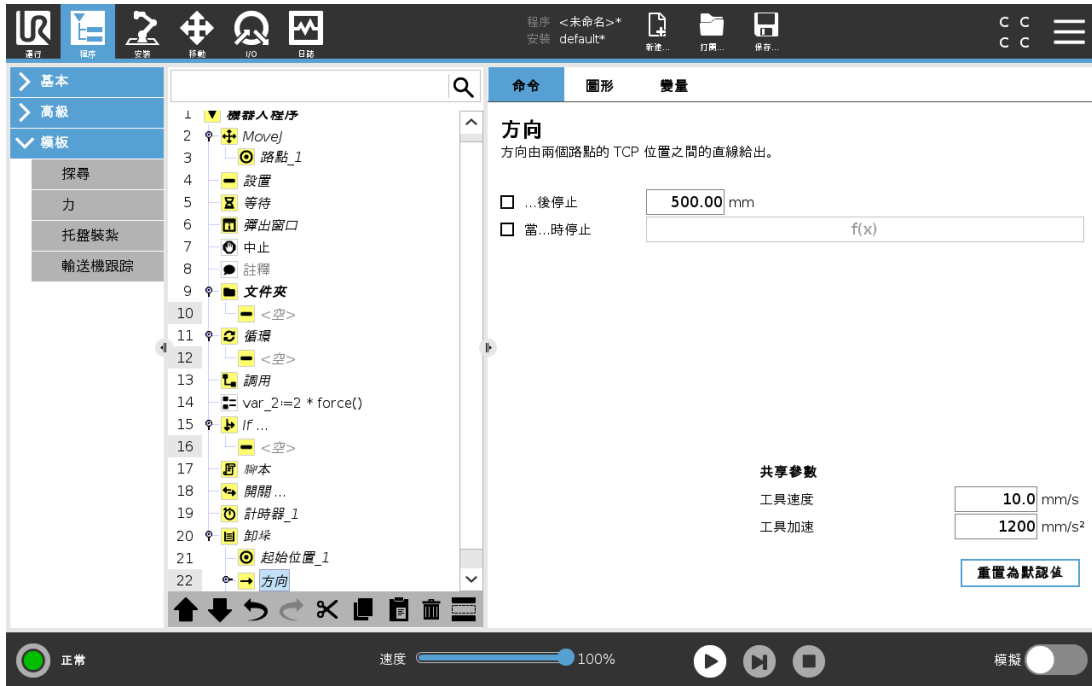 UR
運行
程序
安裝
移動
I/O
日誌
程序 <未命名>*
安裝 default*
新建...
打開...
保存...
C C
C C
基本
高級
模板
探尋
力
托盤裝紮
輸送機跟踪
1 機器人程序
2 MoveJ
3 路點_1
4 設置
5 等待
6 彈出窗口
7 中止
8 註釋
9 文件夾
10 <空>
11 循環
12 <空>
13 調用
14 var_2≔2 * force()
15 If ...
16 <空>
17 腳本
18 開關 ...
19 計時器_1
20 卸垛
21 起始位置_1
22 方向
命令 圖形 變量
方向
方向由兩個路點的 TCP 位置之間的直線給出。
...後停止 500.00 mm
當...時停止 f(x)
共享參數
工具速度 10.0 mm/s
工具加速 1200 mm/s²
重置為默認值
正常
速度 100%
模擬